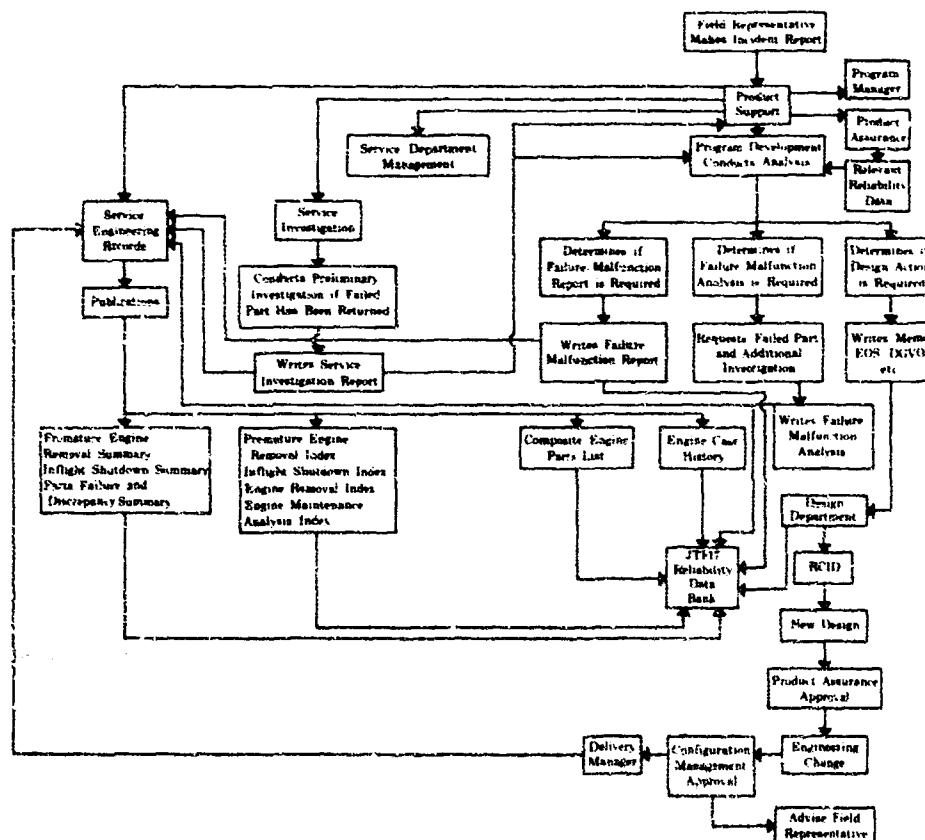 Field Representative
Makes Incident Report
Program
Manager
Product
Support
Product
Assurance
Service Department
Management
Program Development
Conducts Analysis
Relevant
Reliability
Data
Service
Engineering
Records
Service
Investigation
Determines if
Failure Malfunction
Report is Required
Determines if
Failure Malfunction
Analysis is Required
Determines if
Design Action
is Required
Conducts Preliminary
Investigation if Failed
Part Has Been Returned
Publications
Writes Service
Investigation Report
Writes Failure
Malfunction Report
Requests Failed Part
and Additional
Investigation
Writes Memo
EOS DGVO
etc
Writes Failure
Malfunction
Analysis
Premature Engine
Removal Summary
Inflight Shutdown Summary
Parts Failure and
Discrepancy Summary
Premature Engine
Removal Index
Inflight Shutdown Index
Engine Removal Index
Engine Maintenance
Analysis Index
Composite Engine
Parts List
Engine Case
History
Design
Department
JTF17
Reliability
Data
Bank
New Design
Product Assurance
Approval
Delivery
Manager
Configuration
Management
Approval
Engineering
Change
Advise Field
Representative